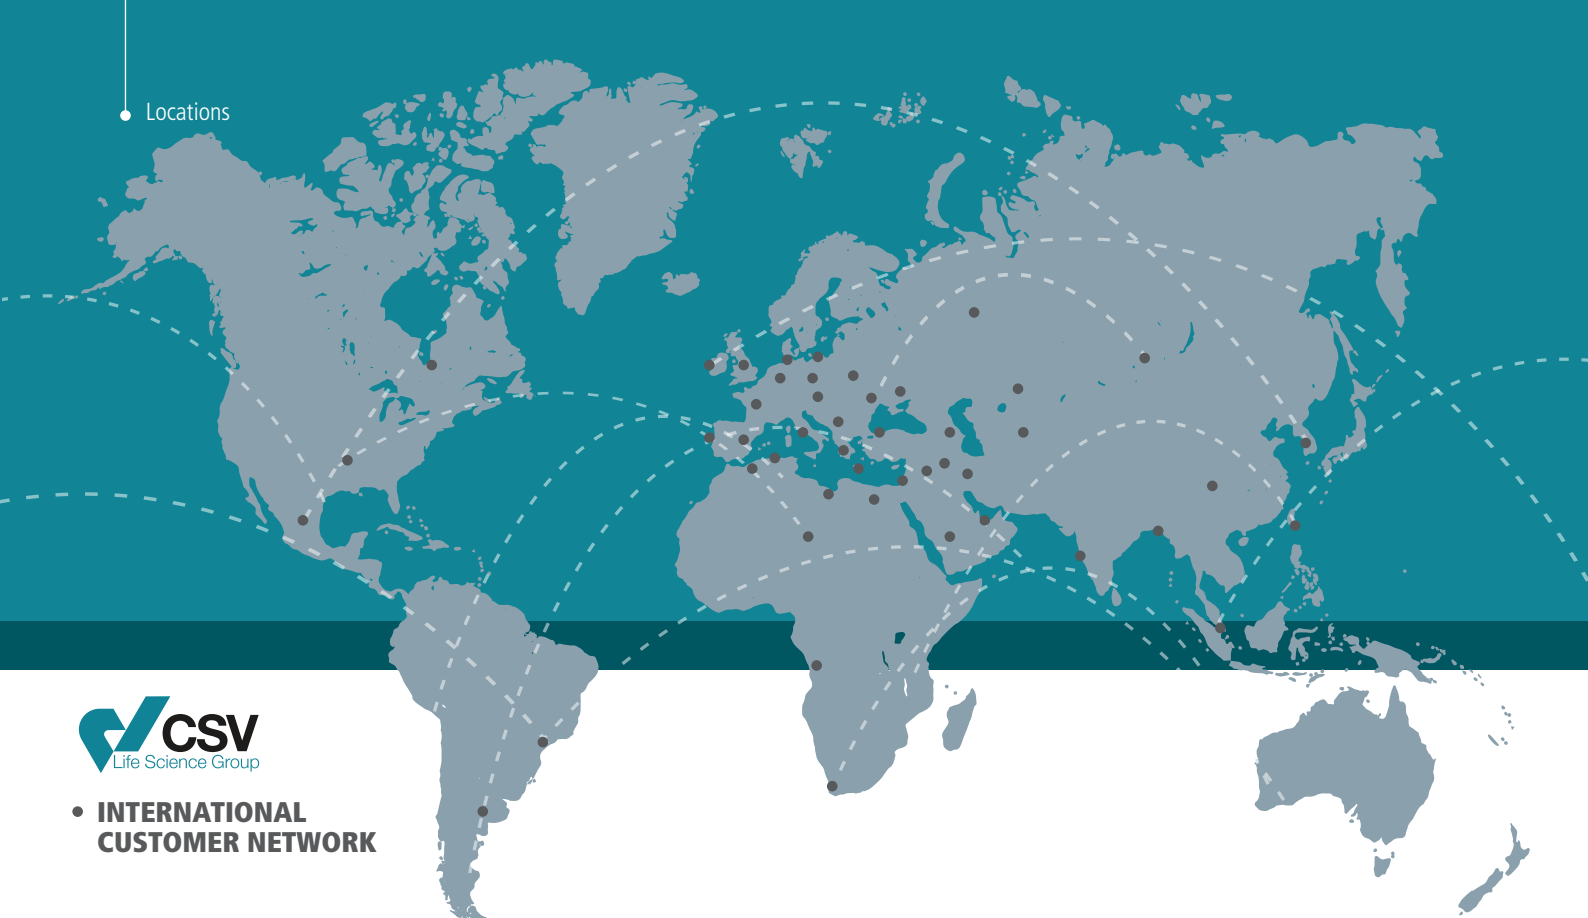 Locations
CSV
Life Science Group
INTERNATIONAL
CUSTOMER NETWORK